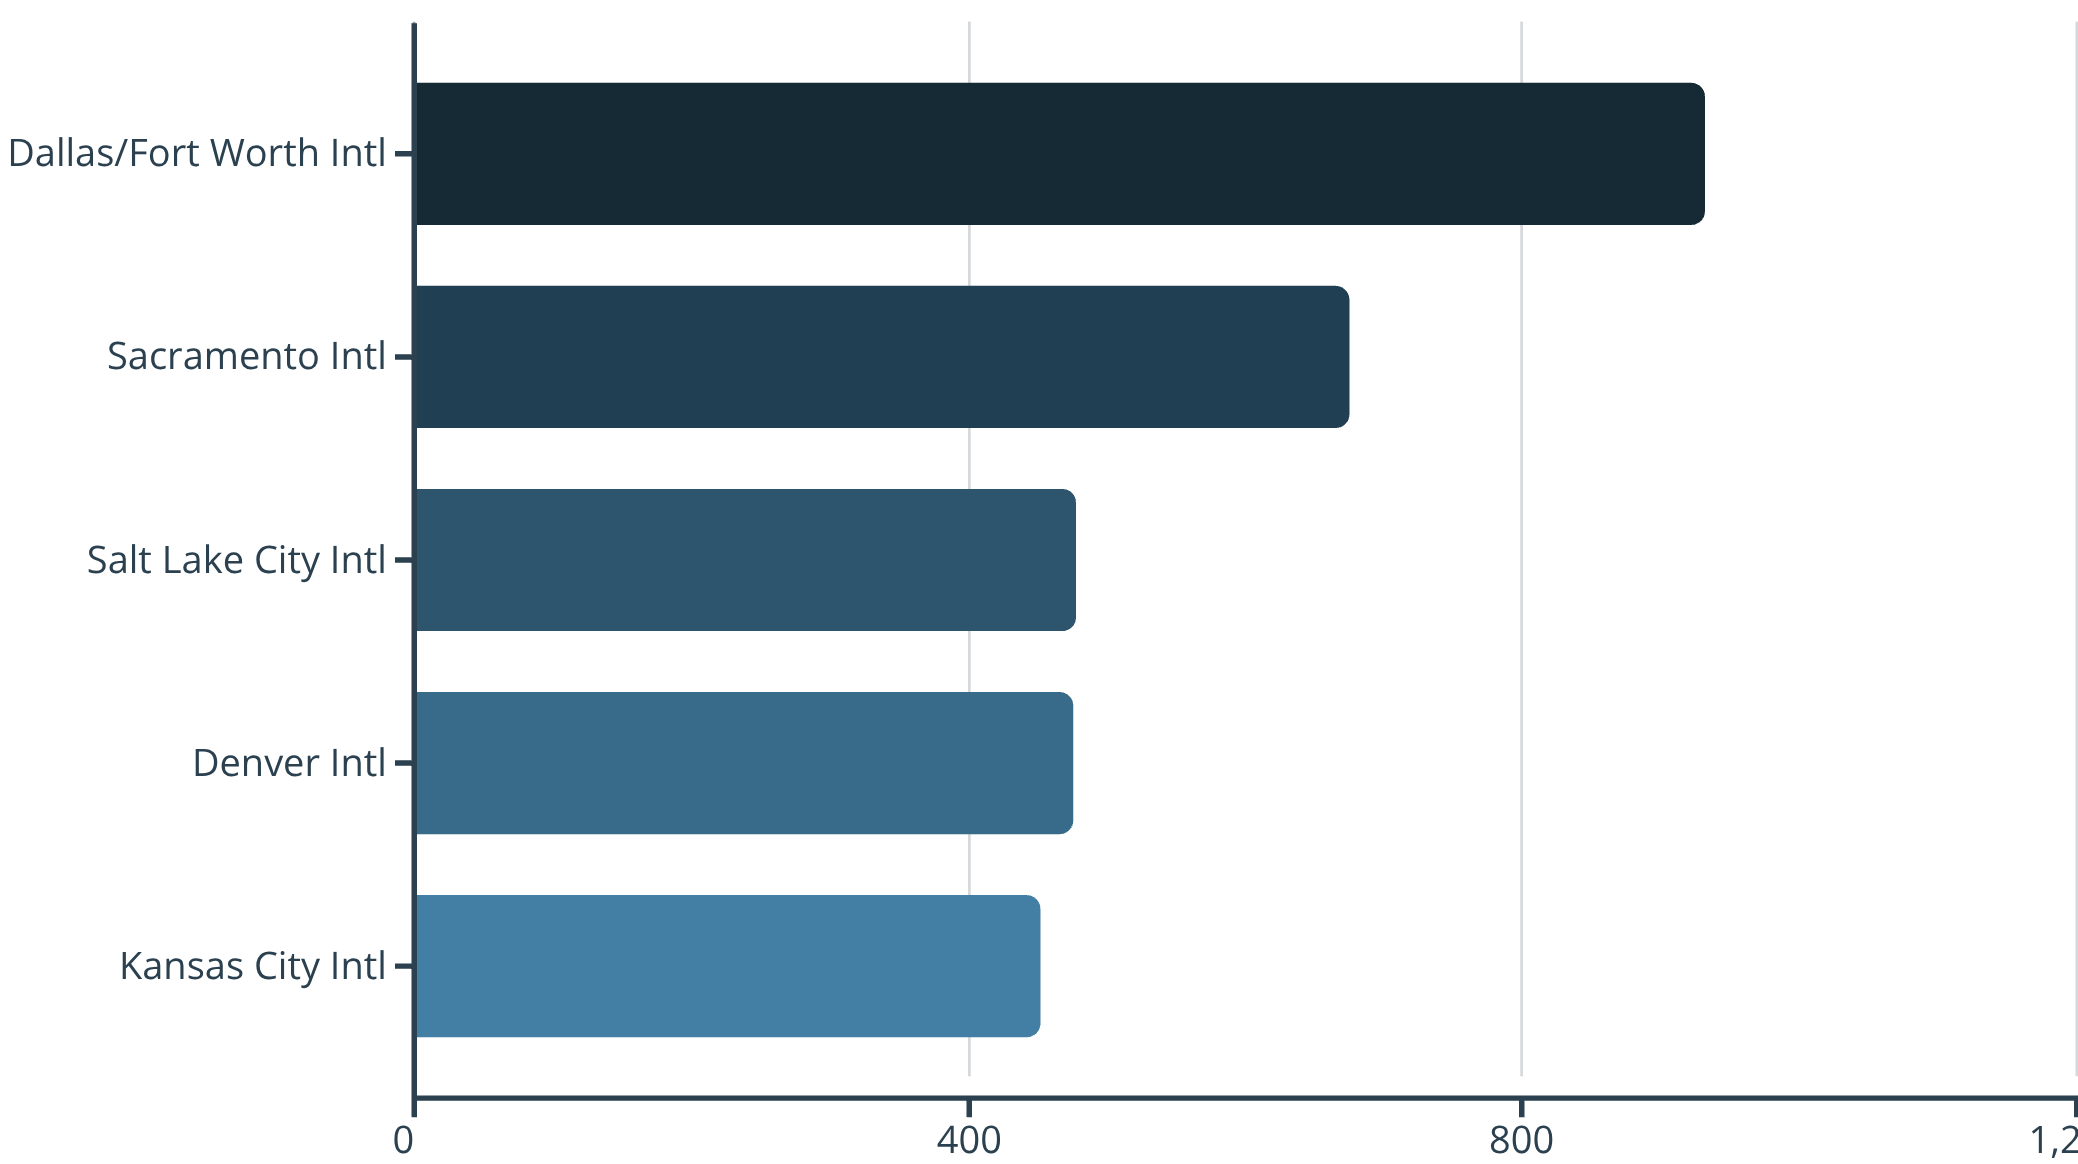 Dallas/Fort Worth Intl
Sacramento Intl
Salt Lake City Intl
Denver Intl
Kansas City Intl
0 400 800 1,2